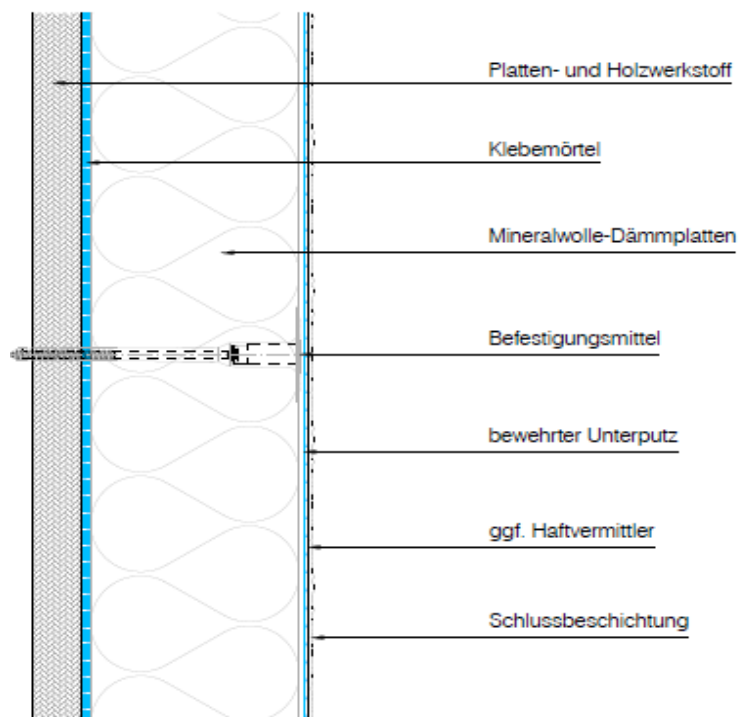 Platten- und Holzwerkstoff
Klebemörtel
Mineralwolle-Dämmplatten
Befestigungsmittel
bewehrter Unterputz
ggf. Haftvermittler
Schlussbeschichtung